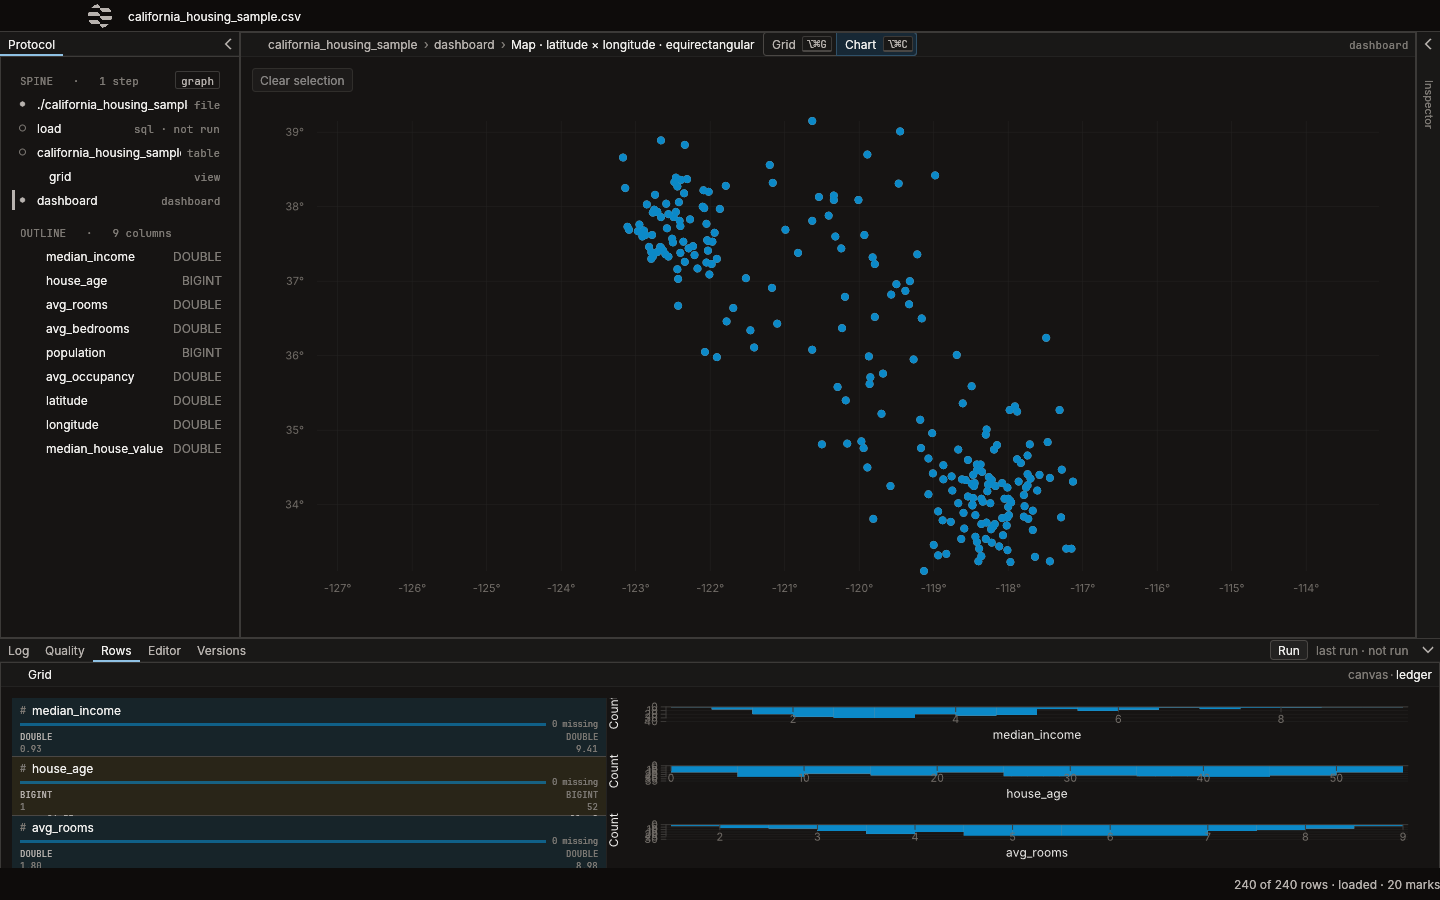 california_housing_sample.csv
Protocol
california_housing_sample › dashboard › Map · latitude × longitude · equirectangular
Grid ⌥⌘G
Chart ⌥⌘C
dashboard
SPINE · 1 step graph
./california_housing_sampl file
load sql · not run
california_housing_sampl table
grid view
dashboard dashboard
OUTLINE · 9 columns
median_income DOUBLE
house_age BIGINT
avg_rooms DOUBLE
avg_bedrooms DOUBLE
population BIGINT
avg_occupancy DOUBLE
latitude DOUBLE
longitude DOUBLE
median_house_value DOUBLE
Clear selection
39°
38°
37°
36°
35°
34°
-127° -126° -125° -124° -123° -122° -121° -120° -119° -118° -117° -116° -115° -114°
Inspector
Log Quality Rows Editor Versions
Run last run · not run
Grid
canvas · ledger
# median_income
0 missing
DOUBLE DOUBLE
0.93 9.41
# house_age
0 missing
BIGINT BIGINT
1 52
# avg_rooms
0 missing
DOUBLE DOUBLE
1.80 8.98
Count
2 4 6 8
median_income
Count
0 10 20 30 40 50
house_age
Count
2 3 4 5 6 7 8 9
avg_rooms
240 of 240 rows · loaded · 20 marks